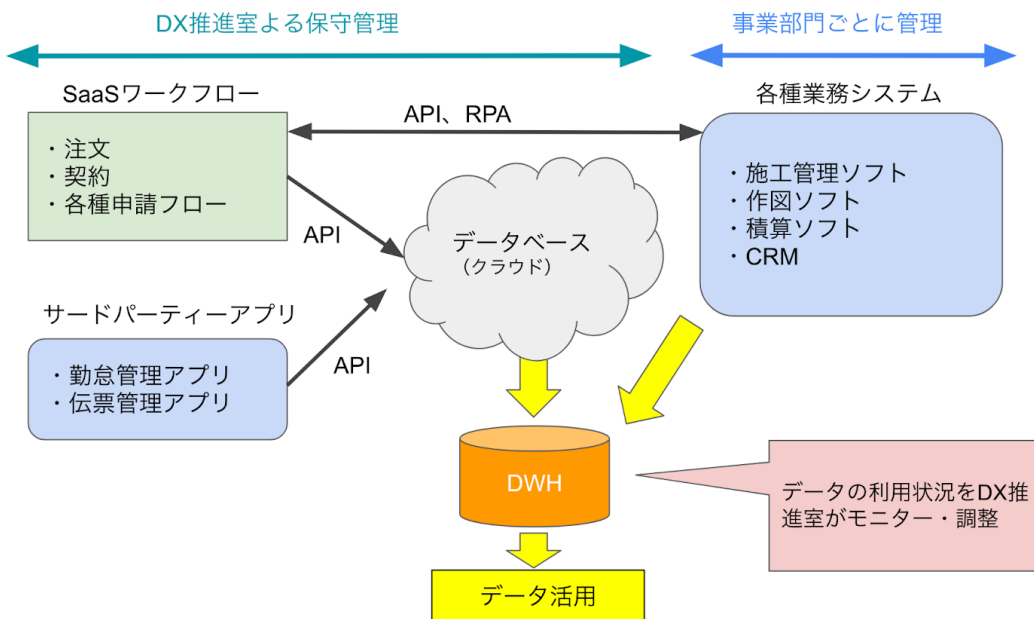 DX推進室よる保守管理
事業部門ごとに管理
SaaSワークフロー
・注文
・契約
・各種申請フロー
API、RPA
各種業務システム
・施工管理ソフト
・作図ソフト
・積算ソフト
・CRM
API
データベース
（クラウド）
サードパーティーアプリ
・勤怠管理アプリ
・伝票管理アプリ
API
DWH
データの利用状況をDX推
進室がモニター・調整
データ活用